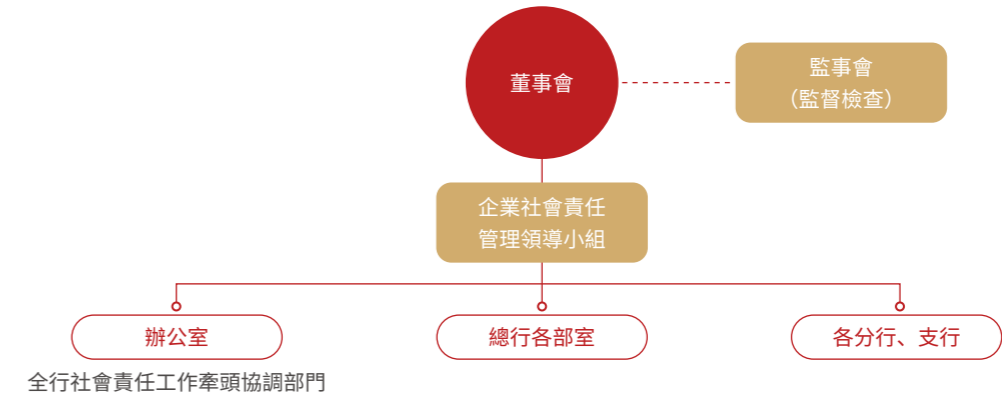 董事會
監事會
（監督檢查）
企業社會責任
管理領導小組
辦公室
總行各部室
各分行、支行
全行社會責任工作牽頭協調部門